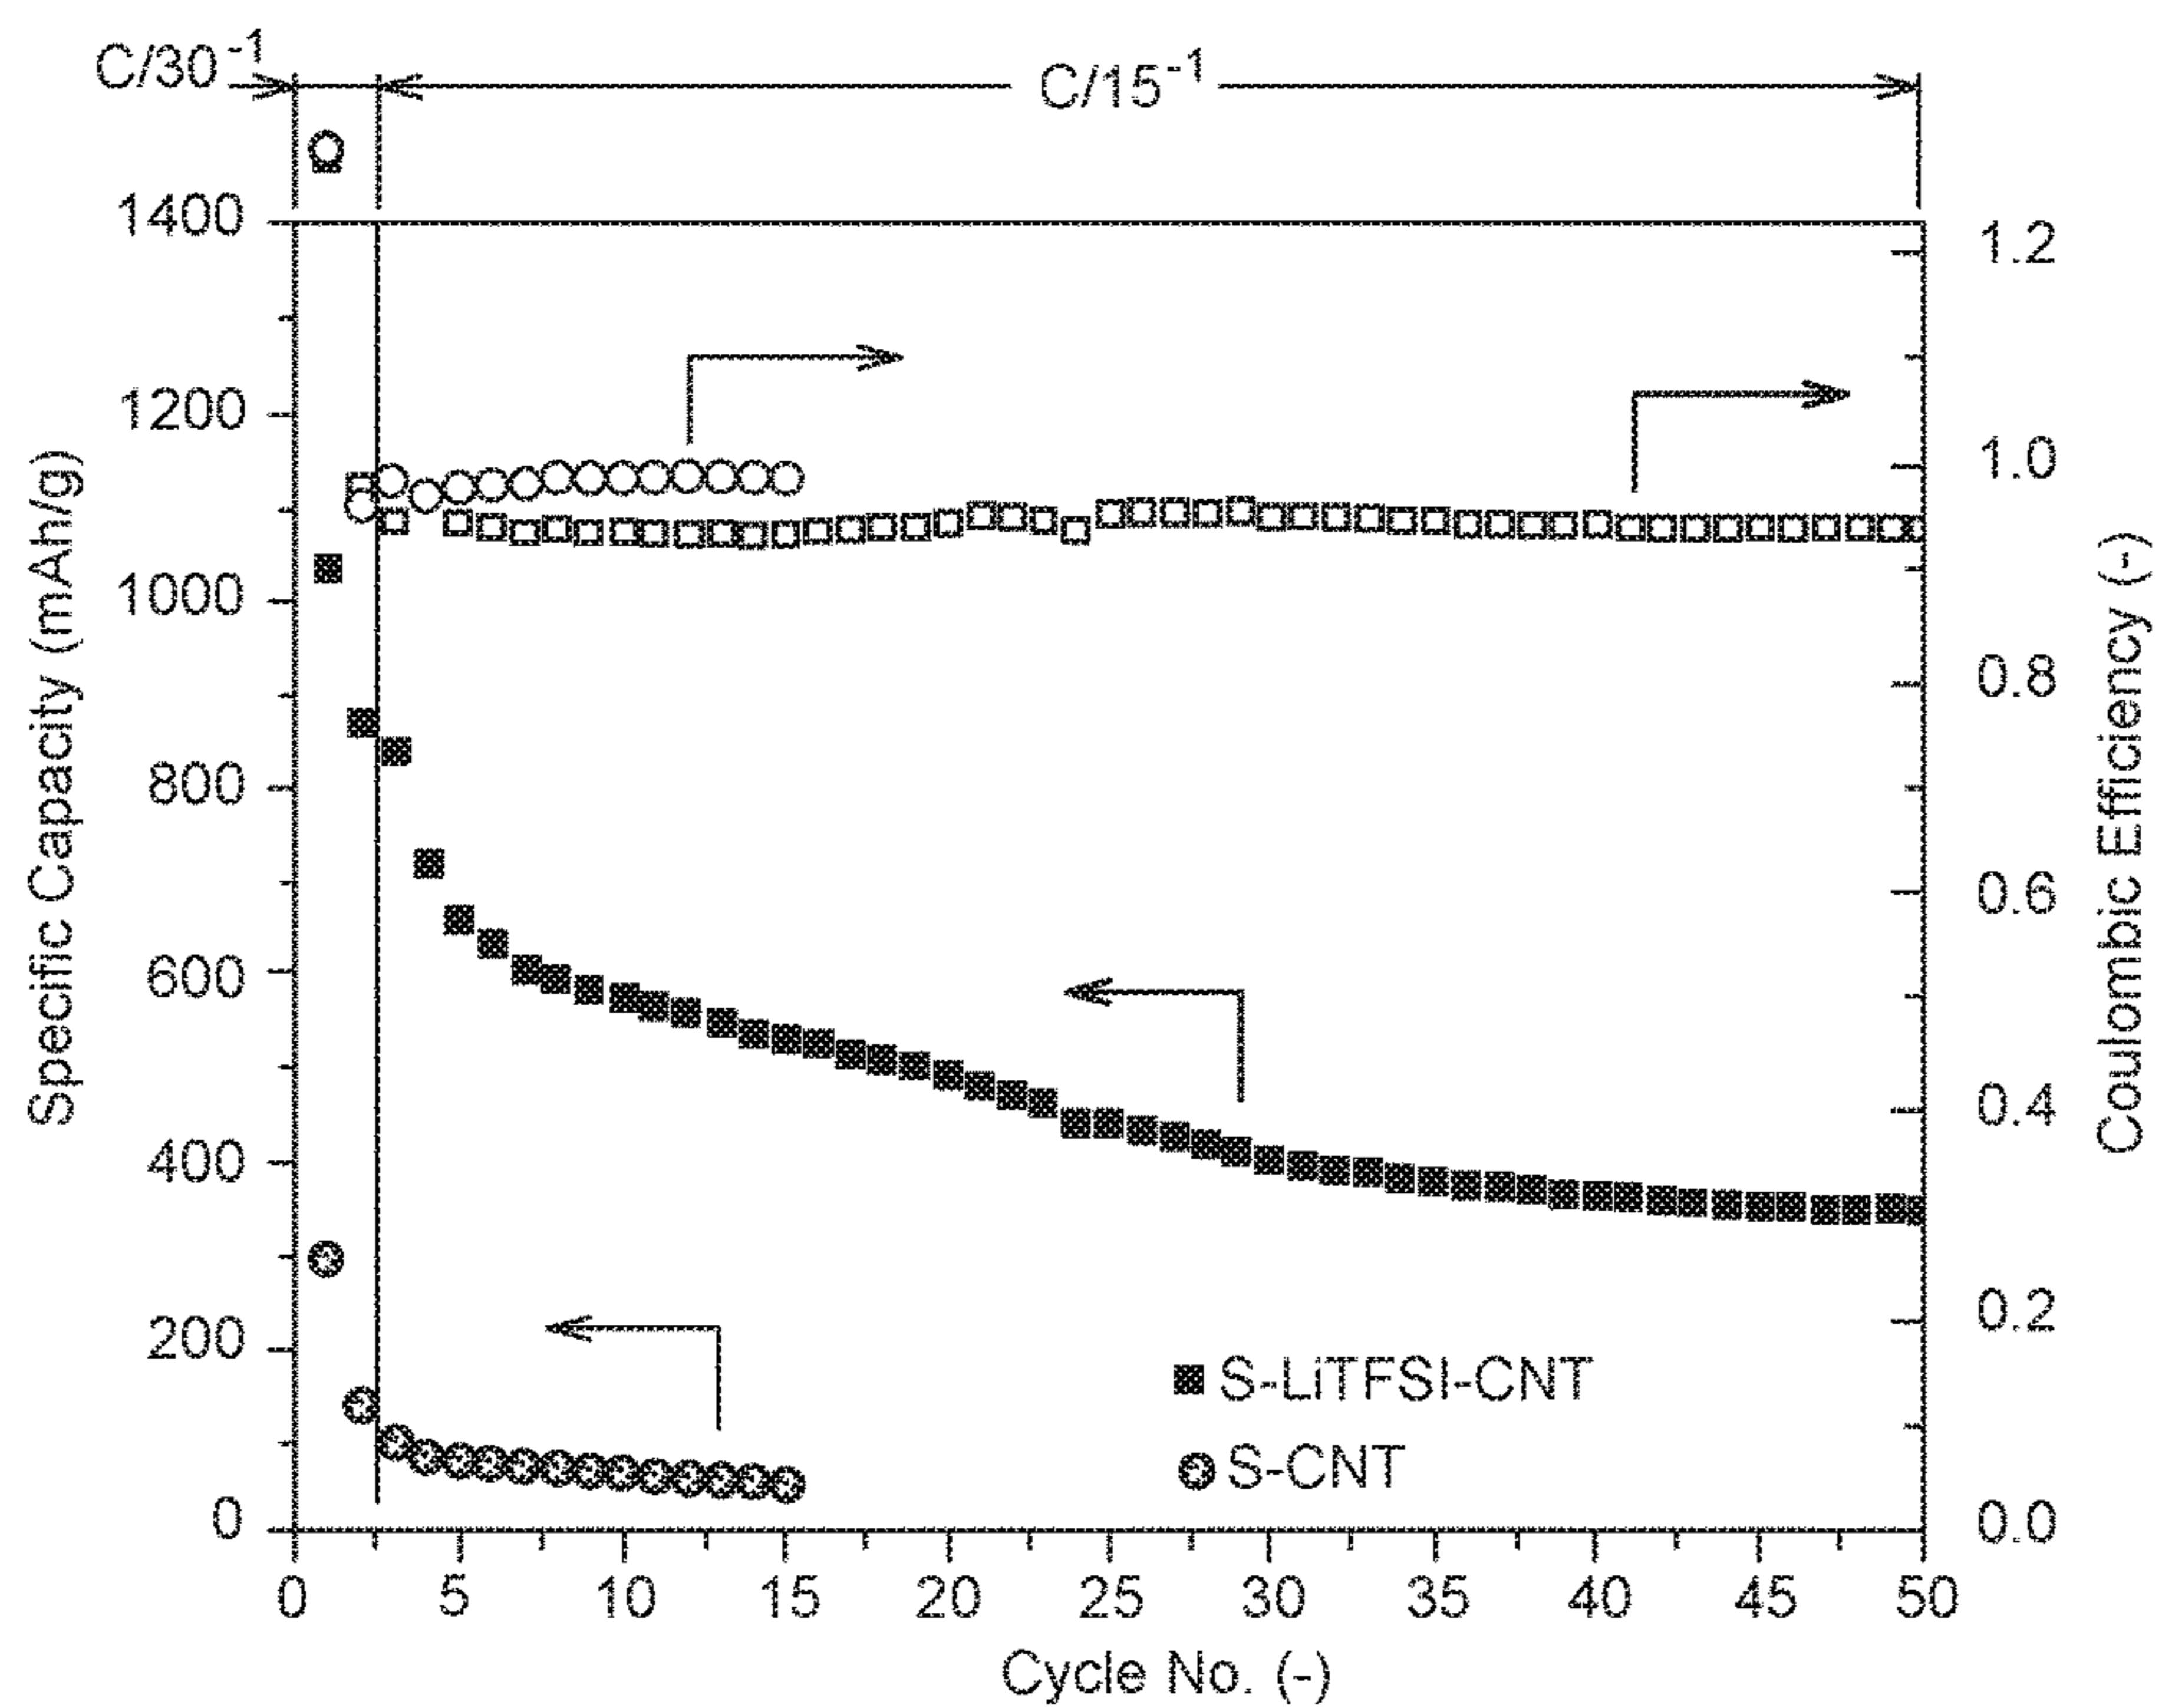 C/30⁻¹
C/15⁻¹
1400
1200
1000
800
600
400
200
0
Specific Capacity (mAh/g)
1.2
1.0
0.8
0.6
0.4
0.2
0.0
Coulombic Efficiency (-)
S-LiTFSI-CNT
S-CNT
0 5 10 15 20 25 30 35 40 45 50
Cycle No. (-)